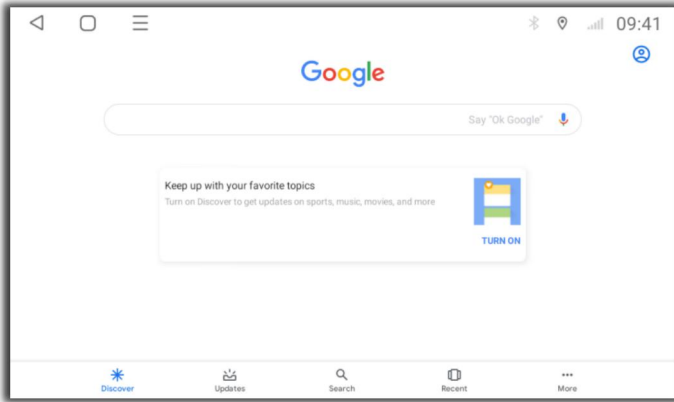 09:41
Google
Say "Ok Google"
Keep up with your favorite topics
Turn on Discover to get updates on sports, music, movies, and more
TURN ON
Discover
Updates
Search
Recent
More